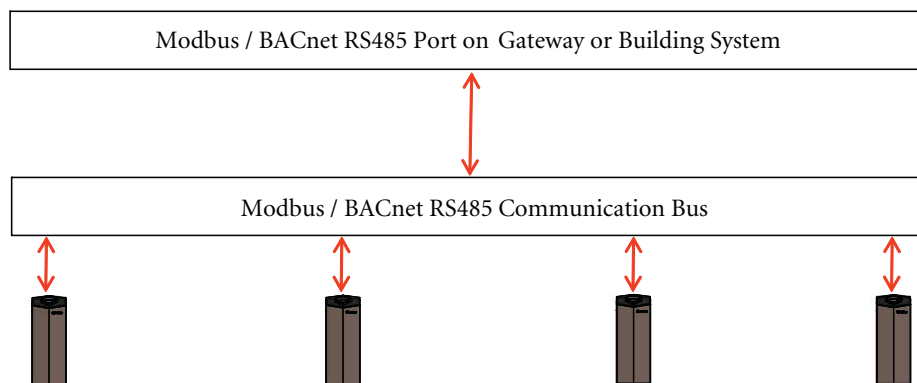 Modbus / BACnet RS485 Port on Gateway or Building System
Modbus / BACnet RS485 Communication Bus